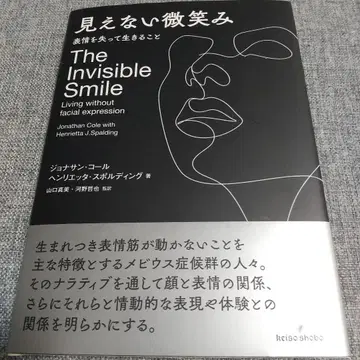 見えない微笑み
表情を失って生きること
The
Invisible
Smile
Living without
facial expression
Jonathan Cole with
Henrietta J.Spalding
ジョナサン・コール
ヘンリエッタ・スポルディング 著
山口真美・河野哲也 監訳
生まれつき表情筋が動かないことを
主な特徴とするメビウス症候群の人々。
そのナラティブを通して顔と表情の関係、
さらにそれらと情動的な表現や体験との
関係を明らかにする。
keiso shobo